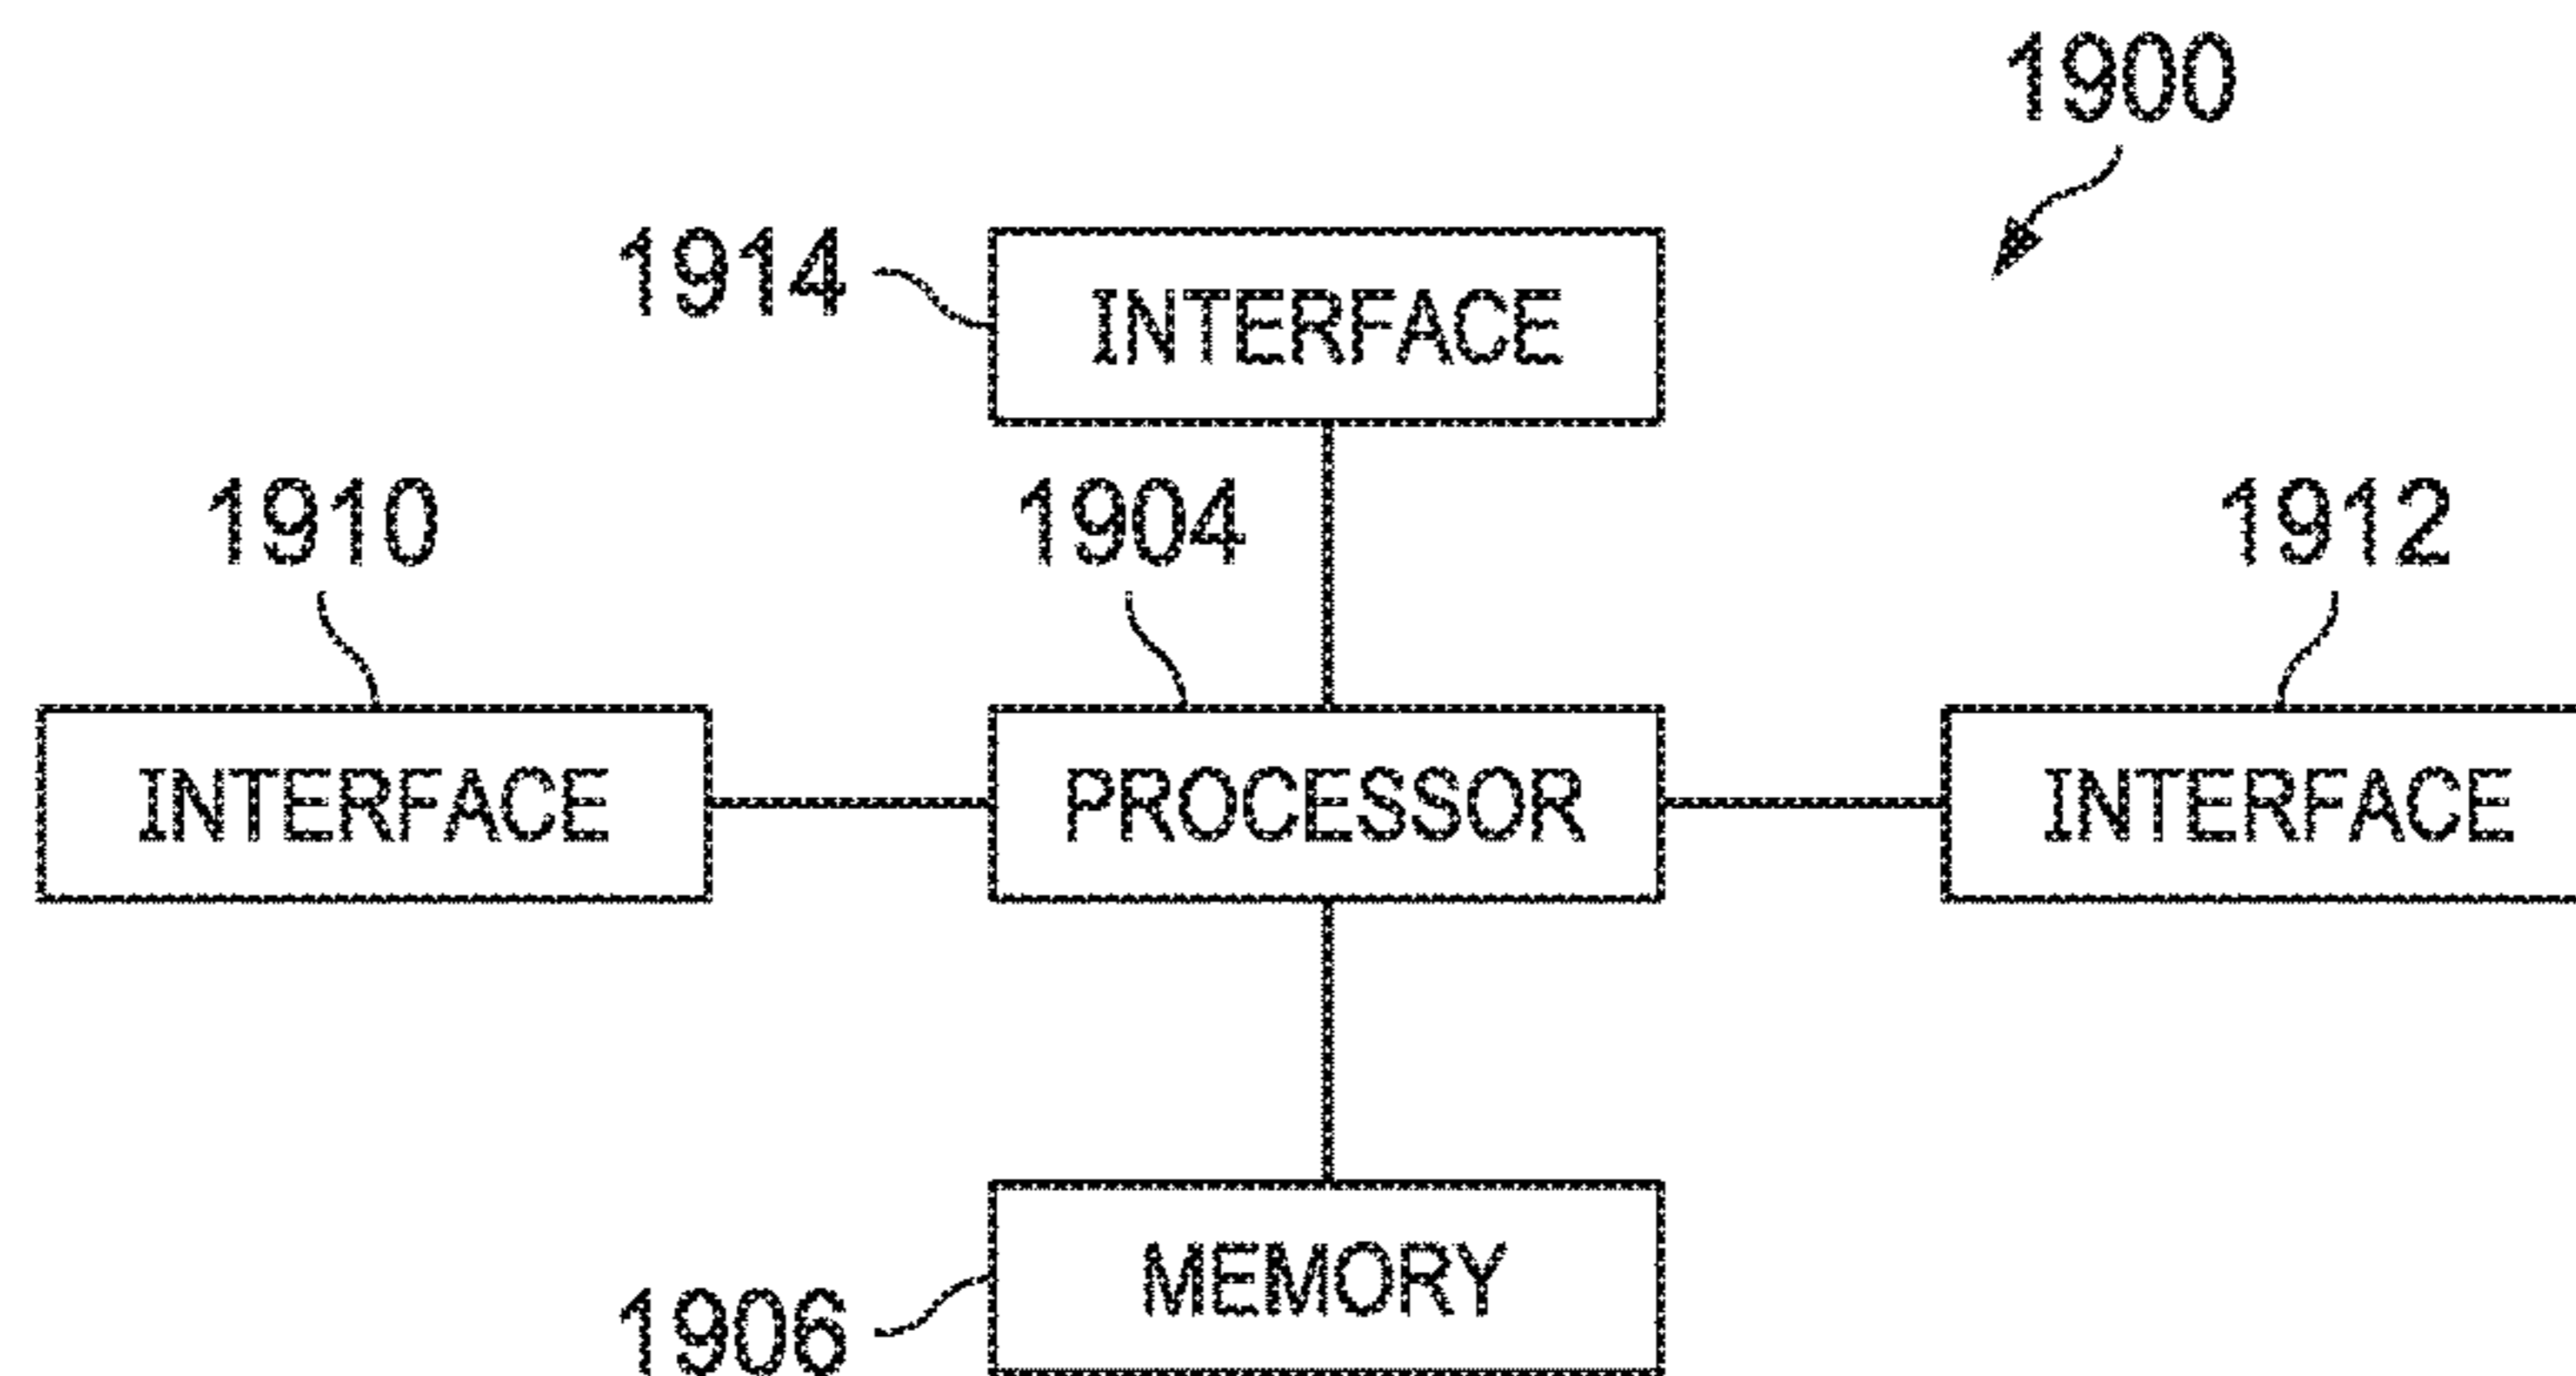 1900
1914
INTERFACE
1910
1904
1912
INTERFACE
PROCESSOR
INTERFACE
MEMORY
1906